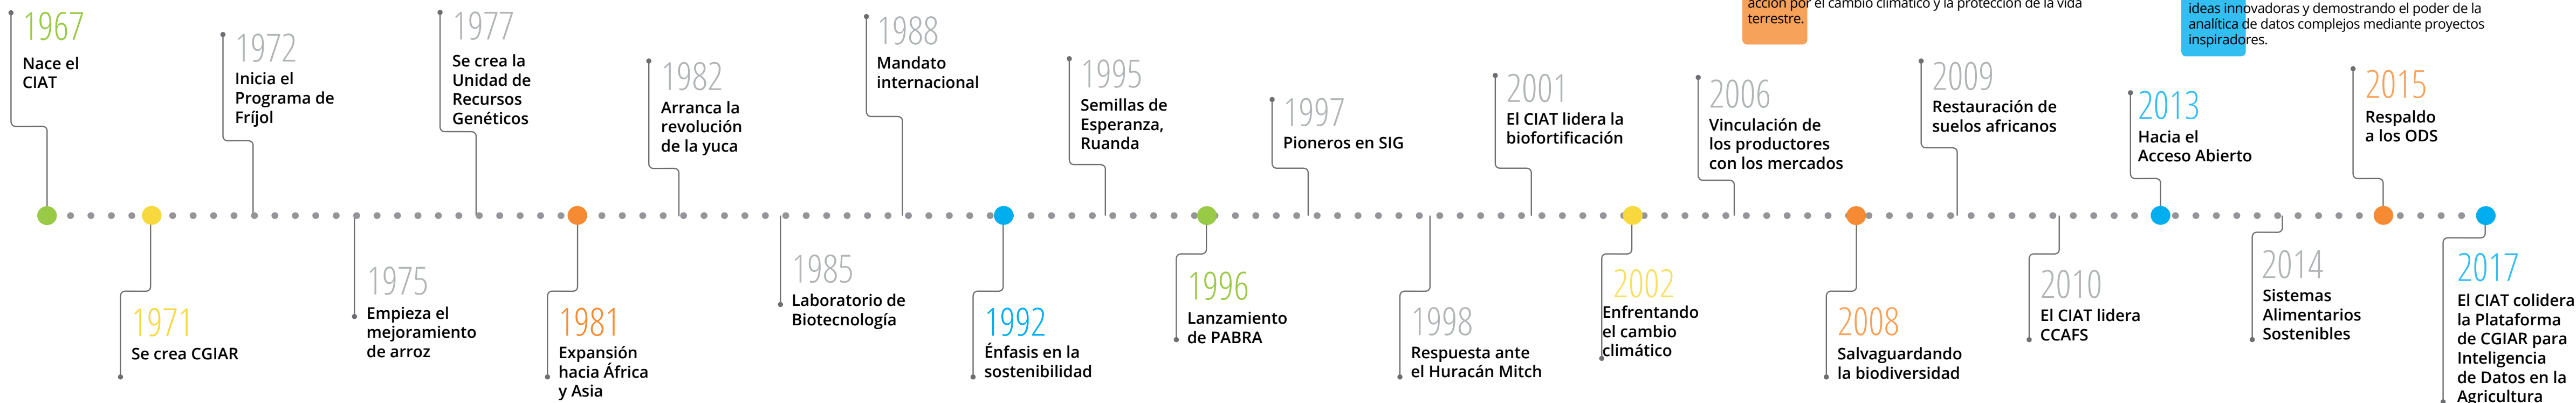 acción por el cambio climático y la protección de la vida
terrestre.
ideas innovadoras y demostrando el poder de la
analítica de datos complejos mediante proyectos
inspiradores.
1967
Nace el
CIAT
1971
Se crea CGIAR
1972
Inicia el
Programa de
Fríjol
1975
Empieza el
mejoramiento
de arroz
1977
Se crea la
Unidad de
Recursos
Genéticos
1981
Expansión
hacia África
y Asia
1982
Arranca la
revolución
de la yuca
1985
Laboratorio de
Biotecnología
1988
Mandato
internacional
1992
Énfasis en la
sostenibilidad
1995
Semillas de
Esperanza,
Ruanda
1996
Lanzamiento
de PABRA
1997
Pioneros en SIG
1998
Respuesta ante
el Huracán Mitch
2001
El CIAT lidera la
biofortificación
2002
Enfrentando
el cambio
climático
2006
Vinculación de
los productores
con los mercados
2008
Salvaguardando
la biodiversidad
2009
Restauración de
suelos africanos
2010
El CIAT lidera
CCAFS
2013
Hacia el
Acceso Abierto
2014
Sistemas
Alimentarios
Sostenibles
2015
Respaldo
a los ODS
2017
El CIAT colidera
la Plataforma
de CGIAR para
Inteligencia
de Datos en la
Agricultura